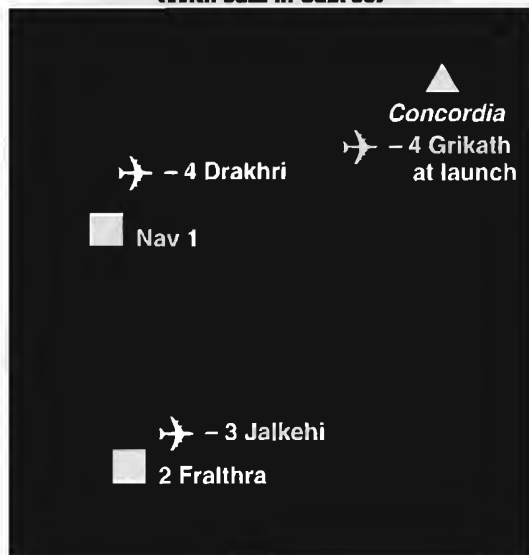 Concordia
– 4 Grikath
at launch
– 4 Drakhri
Nav 1
– 3 Jalkehi
2 Fralthra